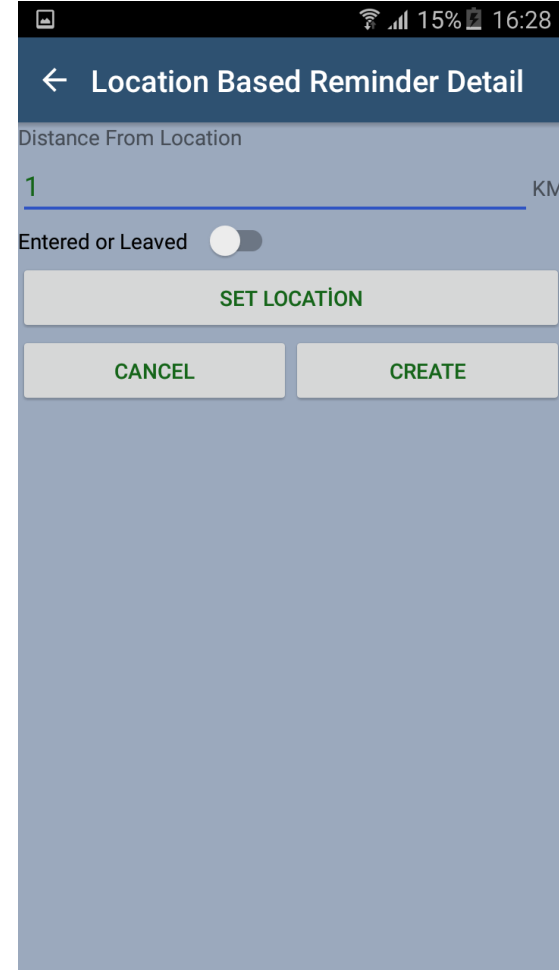 15% 16:28
Location Based Reminder Detail
Distance From Location
1 KM
Entered or Leaved
SET LOCATİON
CANCEL CREATE